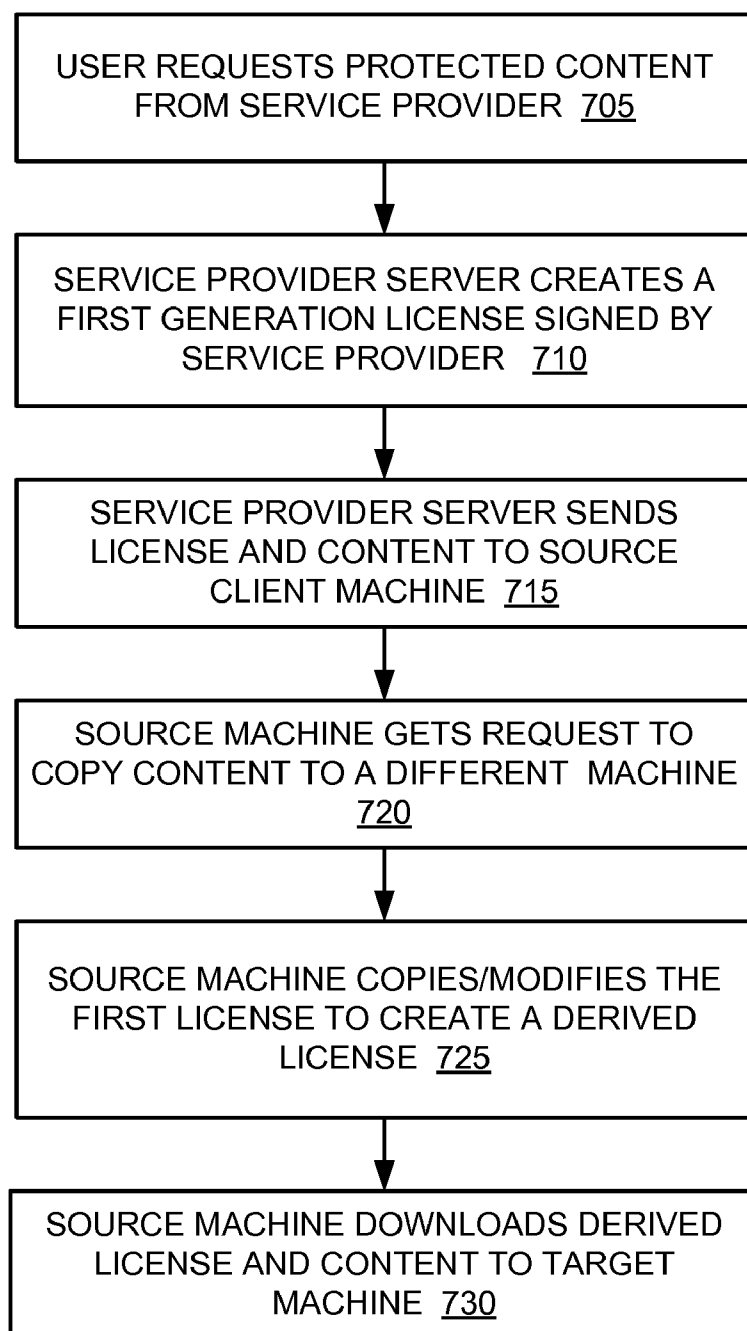 USER REQUESTS PROTECTED CONTENT
FROM SERVICE PROVIDER 705
SERVICE PROVIDER SERVER CREATES A
FIRST GENERATION LICENSE SIGNED BY
SERVICE PROVIDER 710
SERVICE PROVIDER SERVER SENDS
LICENSE AND CONTENT TO SOURCE
CLIENT MACHINE 715
SOURCE MACHINE GETS REQUEST TO
COPY CONTENT TO A DIFFERENT MACHINE
720
SOURCE MACHINE COPIES/MODIFIES THE
FIRST LICENSE TO CREATE A DERIVED
LICENSE 725
SOURCE MACHINE DOWNLOADS DERIVED
LICENSE AND CONTENT TO TARGET
MACHINE 730